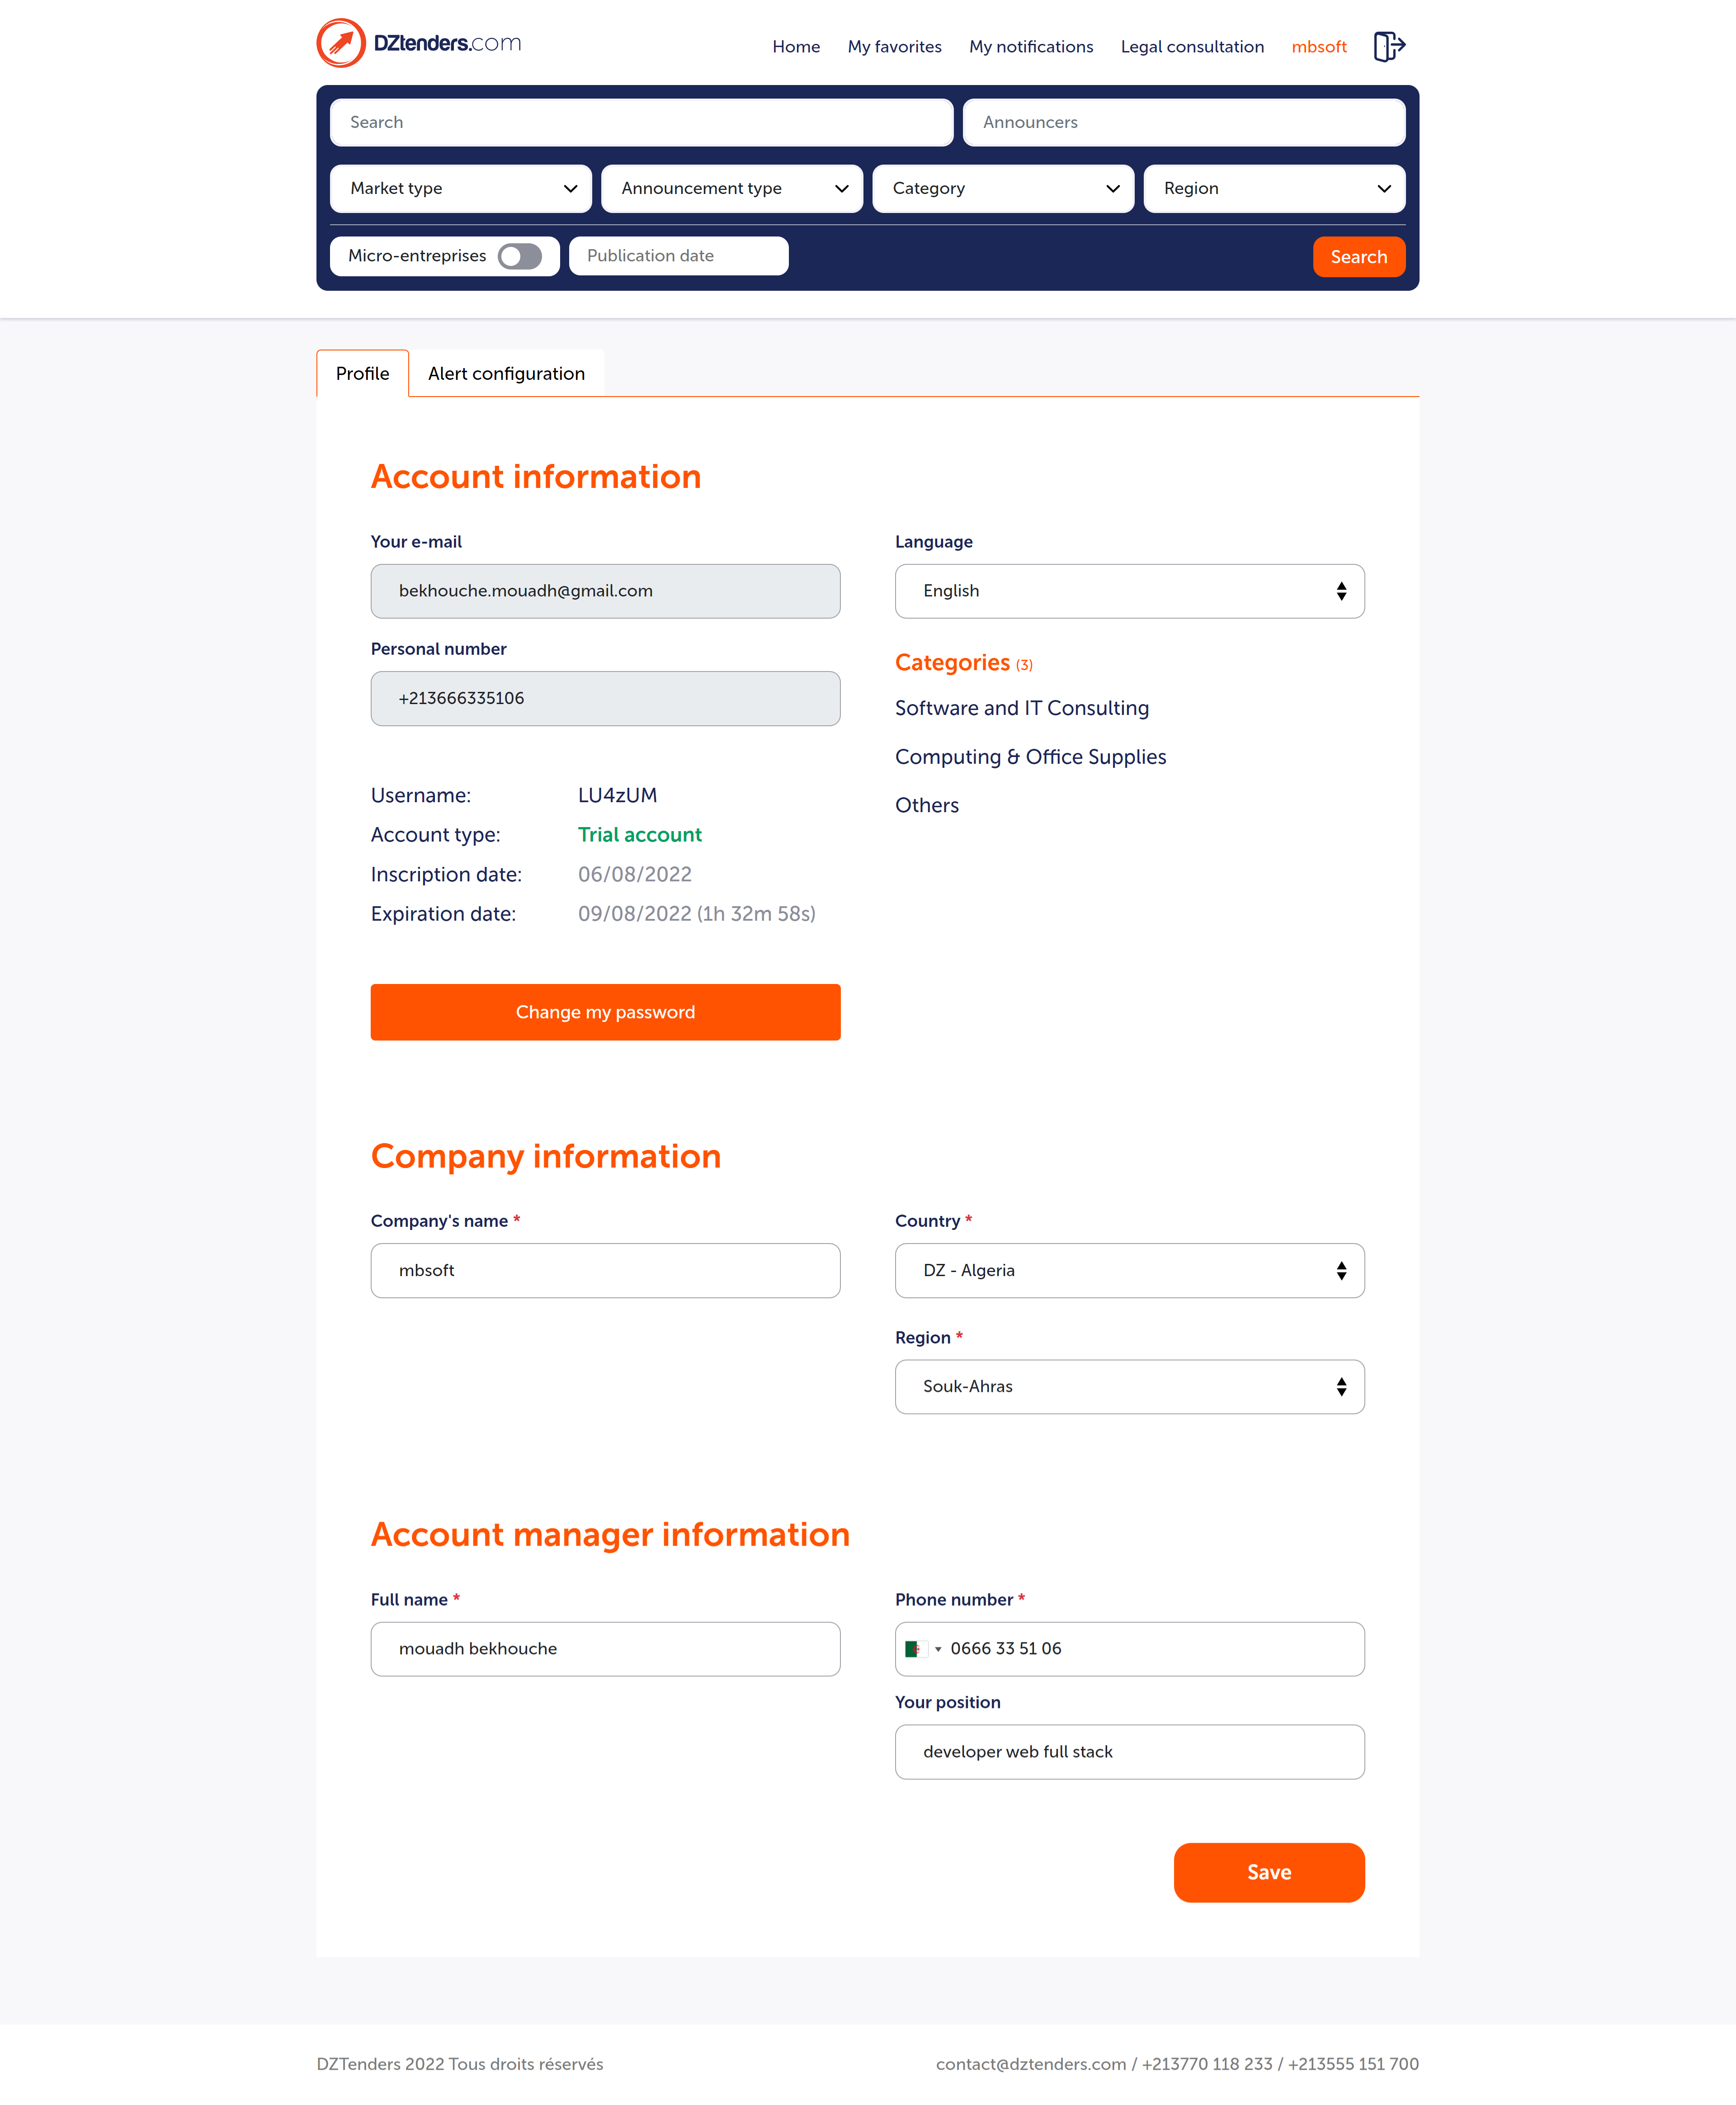 DZtenders.com
Home My favorites My notifications Legal consultation mbsoft
Search Announcers
Market type Announcement type Category Region
Micro-entreprises Publication date Search
Profile Alert configuration
Account information
Your e-mail
bekhouche.mouadh@gmail.com
Language
English
Personal number
+213666335106
Categories (3)
Software and IT Consulting
Computing & Office Supplies
Others
Username: LU4zUM
Account type: Trial account
Inscription date: 06/08/2022
Expiration date: 09/08/2022 (1h 32m 58s)
Change my password
Company information
Company's name *
mbsoft
Country *
DZ - Algeria
Region *
Souk-Ahras
Account manager information
Full name *
mouadh bekhouche
Phone number *
0666 33 51 06
Your position
developer web full stack
Save
DZTenders 2022 Tous droits réservés
contact@dztenders.com / +213770 118 233 / +213555 151 700